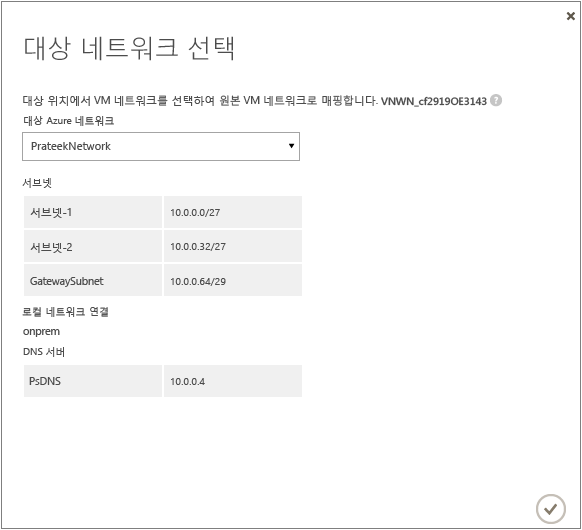 대상 네트워크 선택
대상 위치에서 VM 네트워크를 선택하여 원본 VM 네트워크로 매핑합니다. VNWN_cf2919OE3143 ?
대상 Azure 네트워크
PrateekNetwork
서브넷
서브넷-1 10.0.0.0/27
서브넷-2 10.0.0.32/27
GatewaySubnet 10.0.0.64/29
로컬 네트워크 연결
onprem
DNS 서버
PsDNS 10.0.0.4